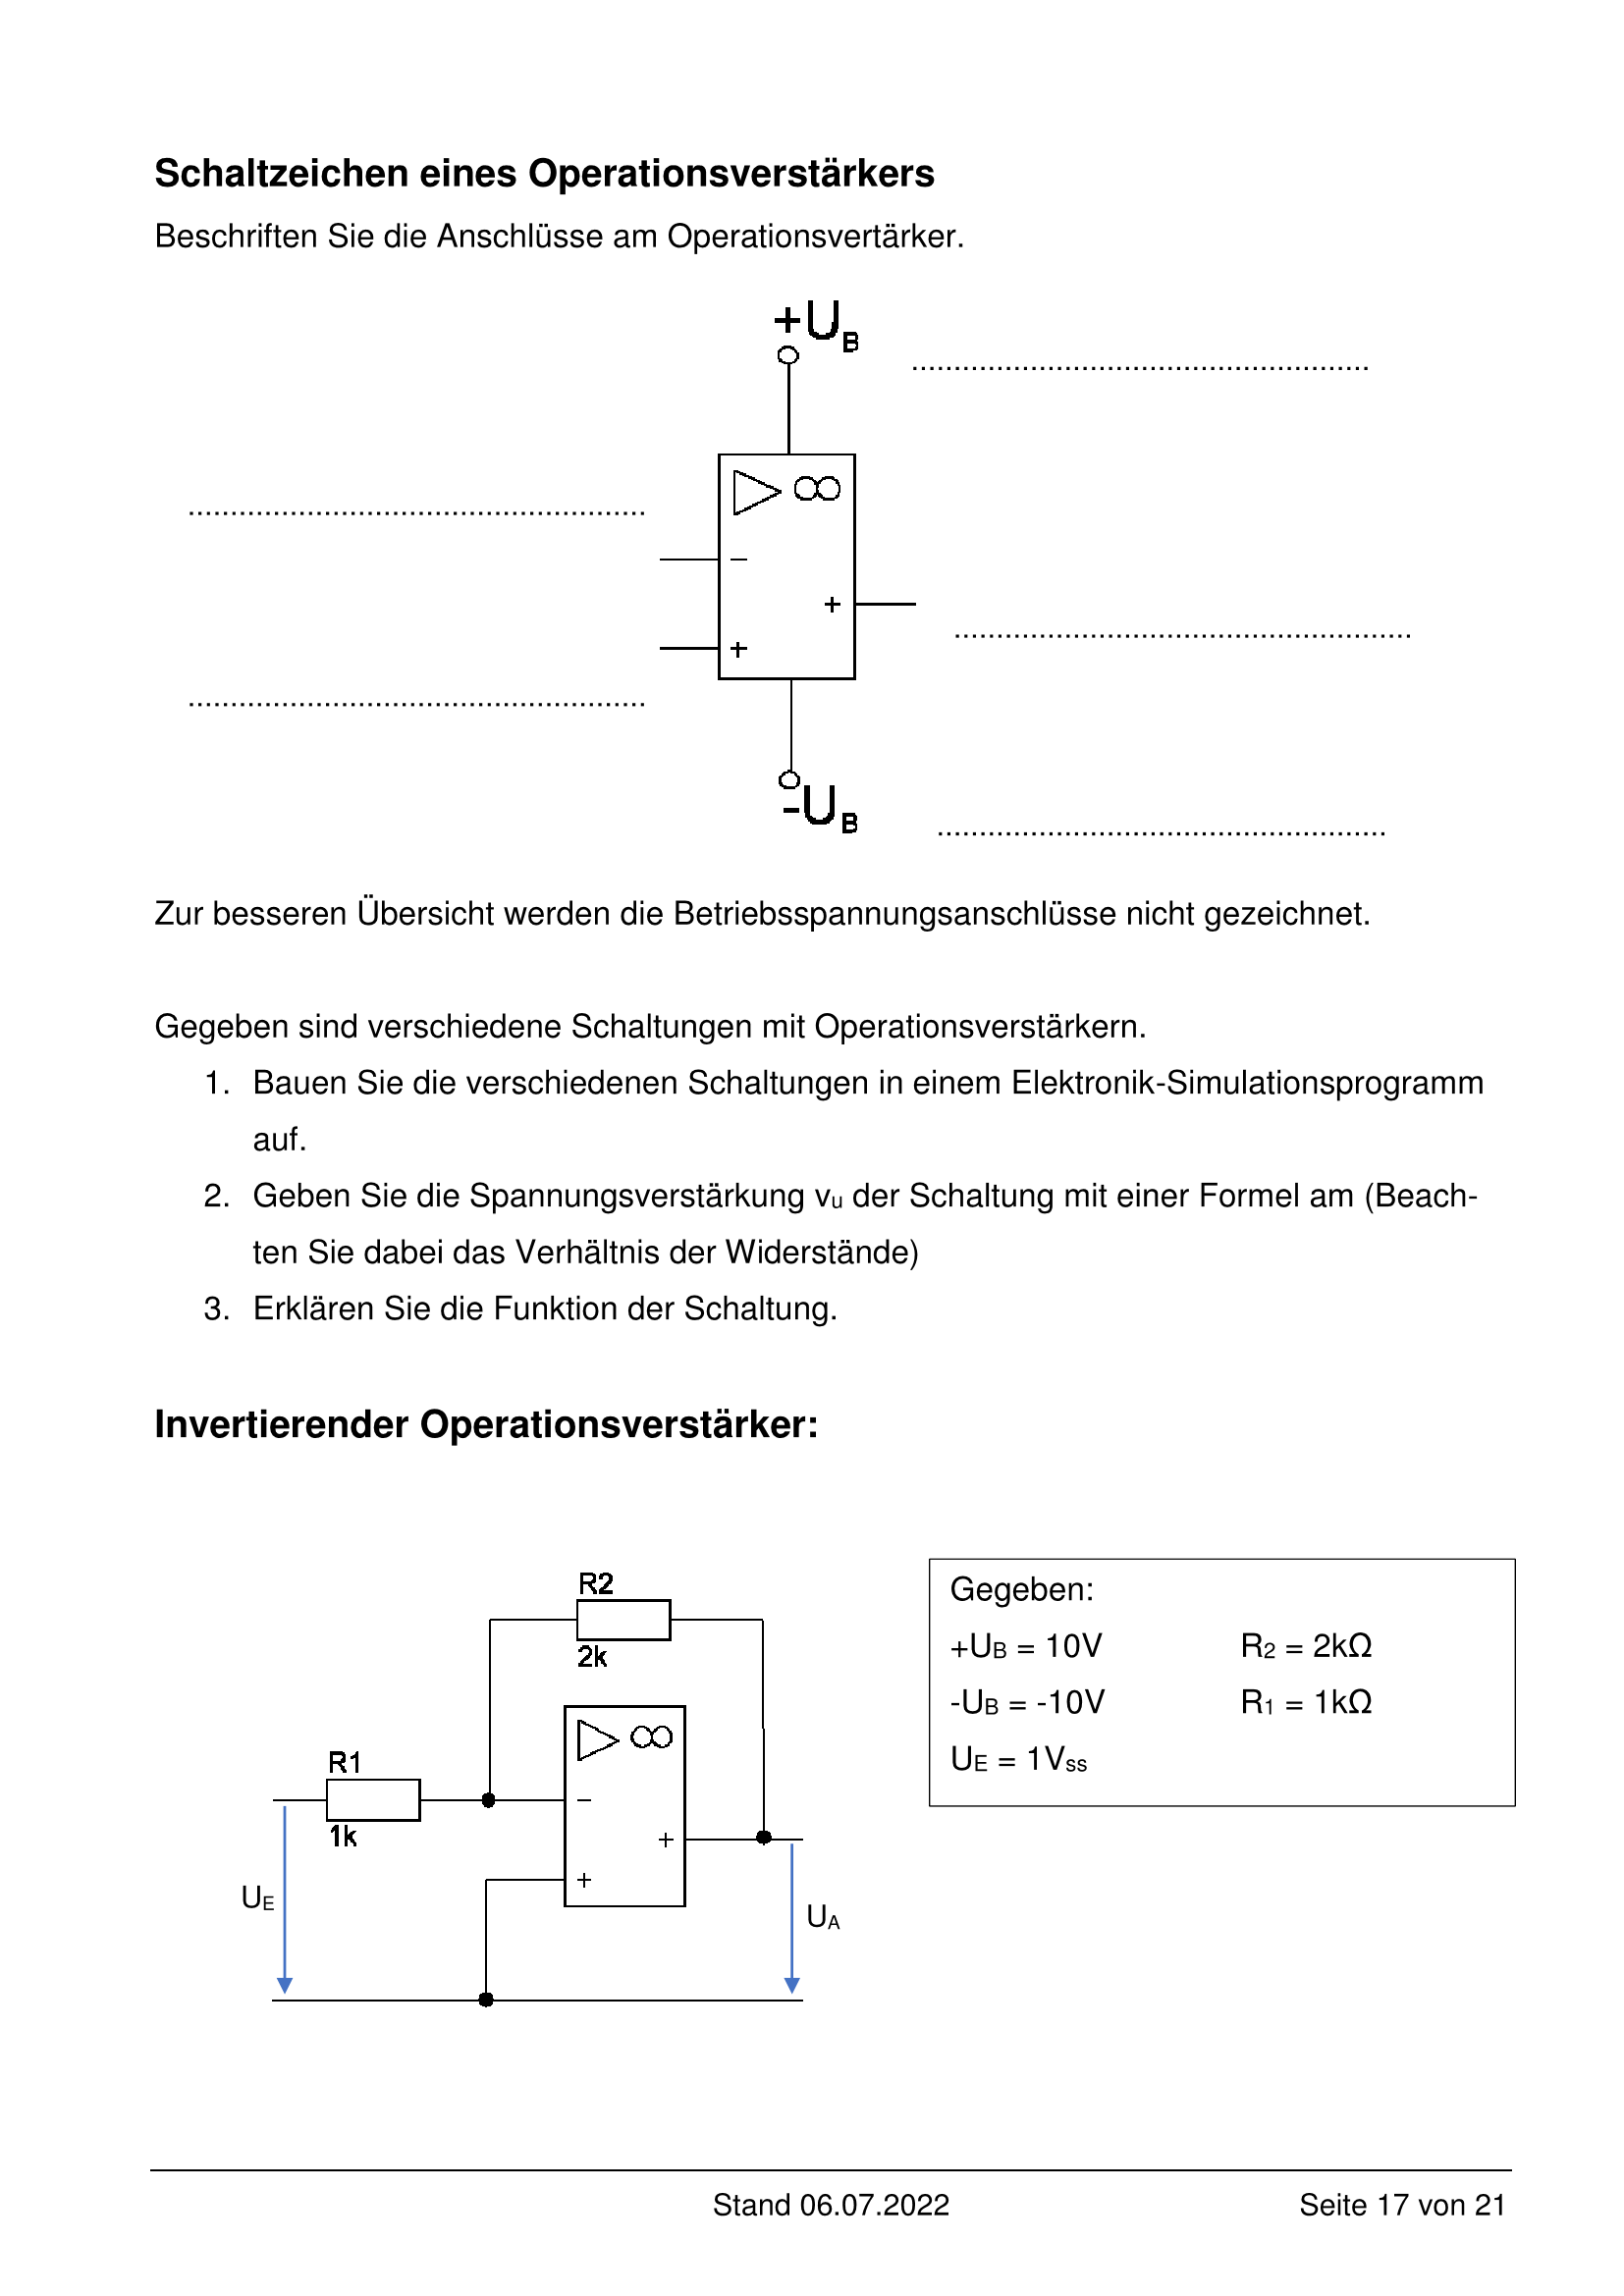 Schaltzeichen eines Operationsverstärkers
Beschriften Sie die Anschlüsse am Operationsvertärker.
+UB
.......................................................
.......................................................
▷ ∞
−
+
.......................................................
+
.......................................................
-UB
......................................................
Zur besseren Übersicht werden die Betriebsspannungsanschlüsse nicht gezeichnet.
Gegeben sind verschiedene Schaltungen mit Operationsverstärkern.
1. Bauen Sie die verschiedenen Schaltungen in einem Elektronik-Simulationsprogramm
auf.
2. Geben Sie die Spannungsverstärkung vu der Schaltung mit einer Formel am (Beach-
ten Sie dabei das Verhältnis der Widerstände)
3. Erklären Sie die Funktion der Schaltung.
Invertierender Operationsverstärker:
R2
2k
▷ ∞
R1
1k
−
+
+
UE
UA
Gegeben:
+UB = 10V R2 = 2kΩ
-UB = -10V R1 = 1kΩ
UE = 1Vss
Stand 06.07.2022 Seite 17 von 21